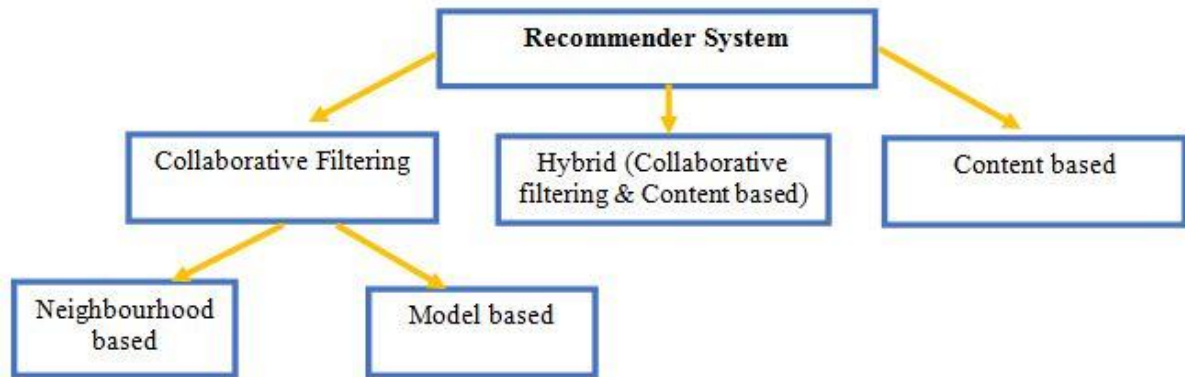 Recommender System
Collaborative Filtering
Hybrid (Collaborative
filtering & Content based)
Content based
Neighbourhood
based
Model based